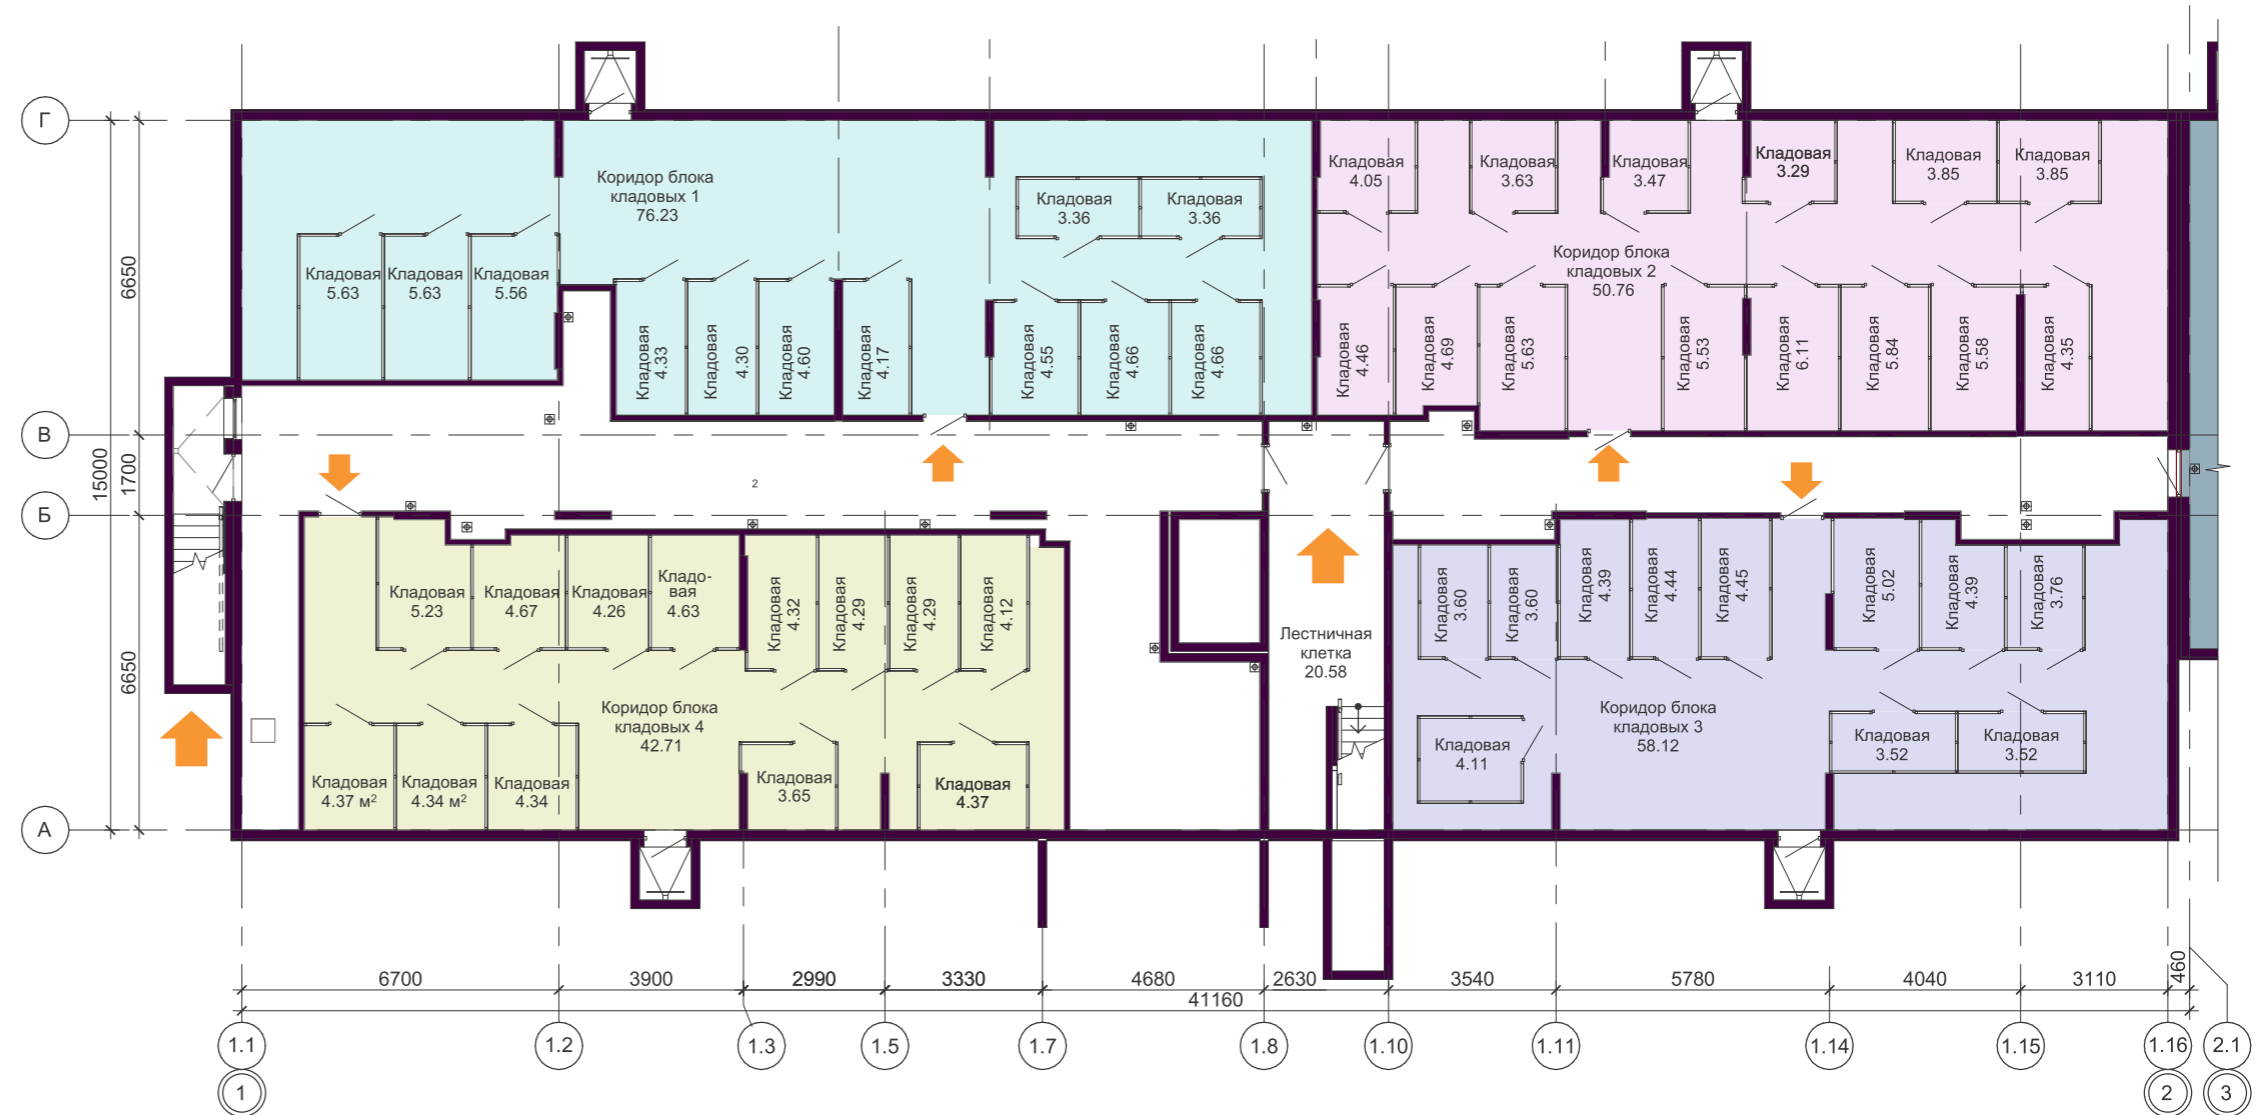 Г
В
Б
А
15000
6650
1700
6650
Коридор блока
кладовых 1
76.23
Кладовая
5.63
Кладовая
5.63
Кладовая
5.56
Кладовая
4.33
Кладовая
4.30
Кладовая
4.60
Кладовая
4.17
Кладовая
3.36
Кладовая
3.36
Кладовая
4.55
Кладовая
4.66
Кладовая
4.66
Кладовая
4.05
Кладовая
3.63
Кладовая
3.47
Кладовая
3.29
Кладовая
3.85
Кладовая
3.85
Коридор блока
кладовых 2
50.76
Кладовая
4.46
Кладовая
4.69
Кладовая
5.63
Кладовая
5.53
Кладовая
6.11
Кладовая
5.84
Кладовая
5.58
Кладовая
4.35
2
Кладовая
5.23
Кладовая
4.67
Кладовая
4.26
Кладо-
вая
4.63
Кладовая
4.32
Кладовая
4.29
Кладовая
4.29
Кладовая
4.12
Коридор блока
кладовых 4
42.71
Кладовая
4.37 м²
Кладовая
4.34 м²
Кладовая
4.34
Кладовая
3.65
Кладовая
4.37
Лестничная
клетка
20.58
Кладовая
3.60
Кладовая
3.60
Кладовая
4.39
Кладовая
4.44
Кладовая
4.45
Кладовая
5.02
Кладовая
4.39
Кладовая
3.76
Коридор блока
кладовых 3
58.12
Кладовая
4.11
Кладовая
3.52
Кладовая
3.52
6700
3900
2990
3330
4680
2630
3540
5780
4040
3110
460
41160
1.1
1.2
1.3
1.5
1.7
1.8
1.10
1.11
1.14
1.15
1.16
2.1
1
2
3